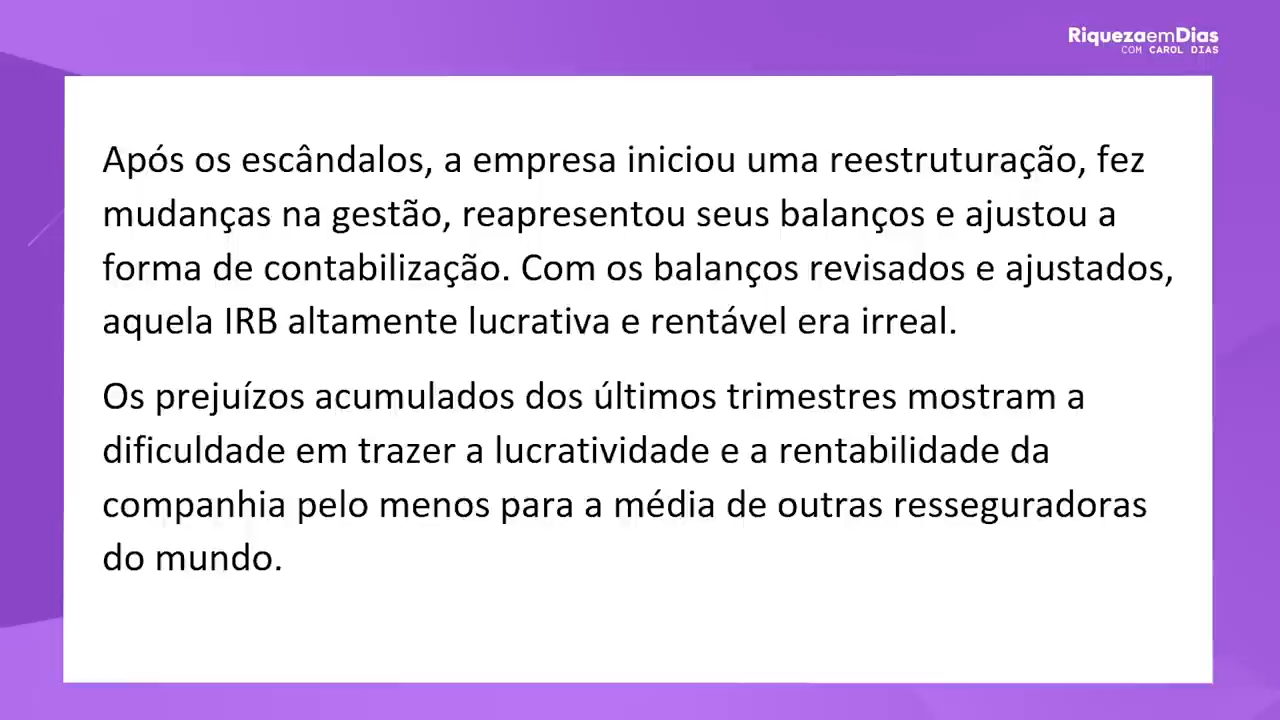 RiquezaemDias
COM CAROL DIAS
Após os escândalos, a empresa iniciou uma reestruturação, fez
mudanças na gestão, reapresentou seus balanços e ajustou a
forma de contabilização. Com os balanços revisados e ajustados,
aquela IRB altamente lucrativa e rentável era irreal.
Os prejuízos acumulados dos últimos trimestres mostram a
dificuldade em trazer a lucratividade e a rentabilidade da
companhia pelo menos para a média de outras resseguradoras
do mundo.